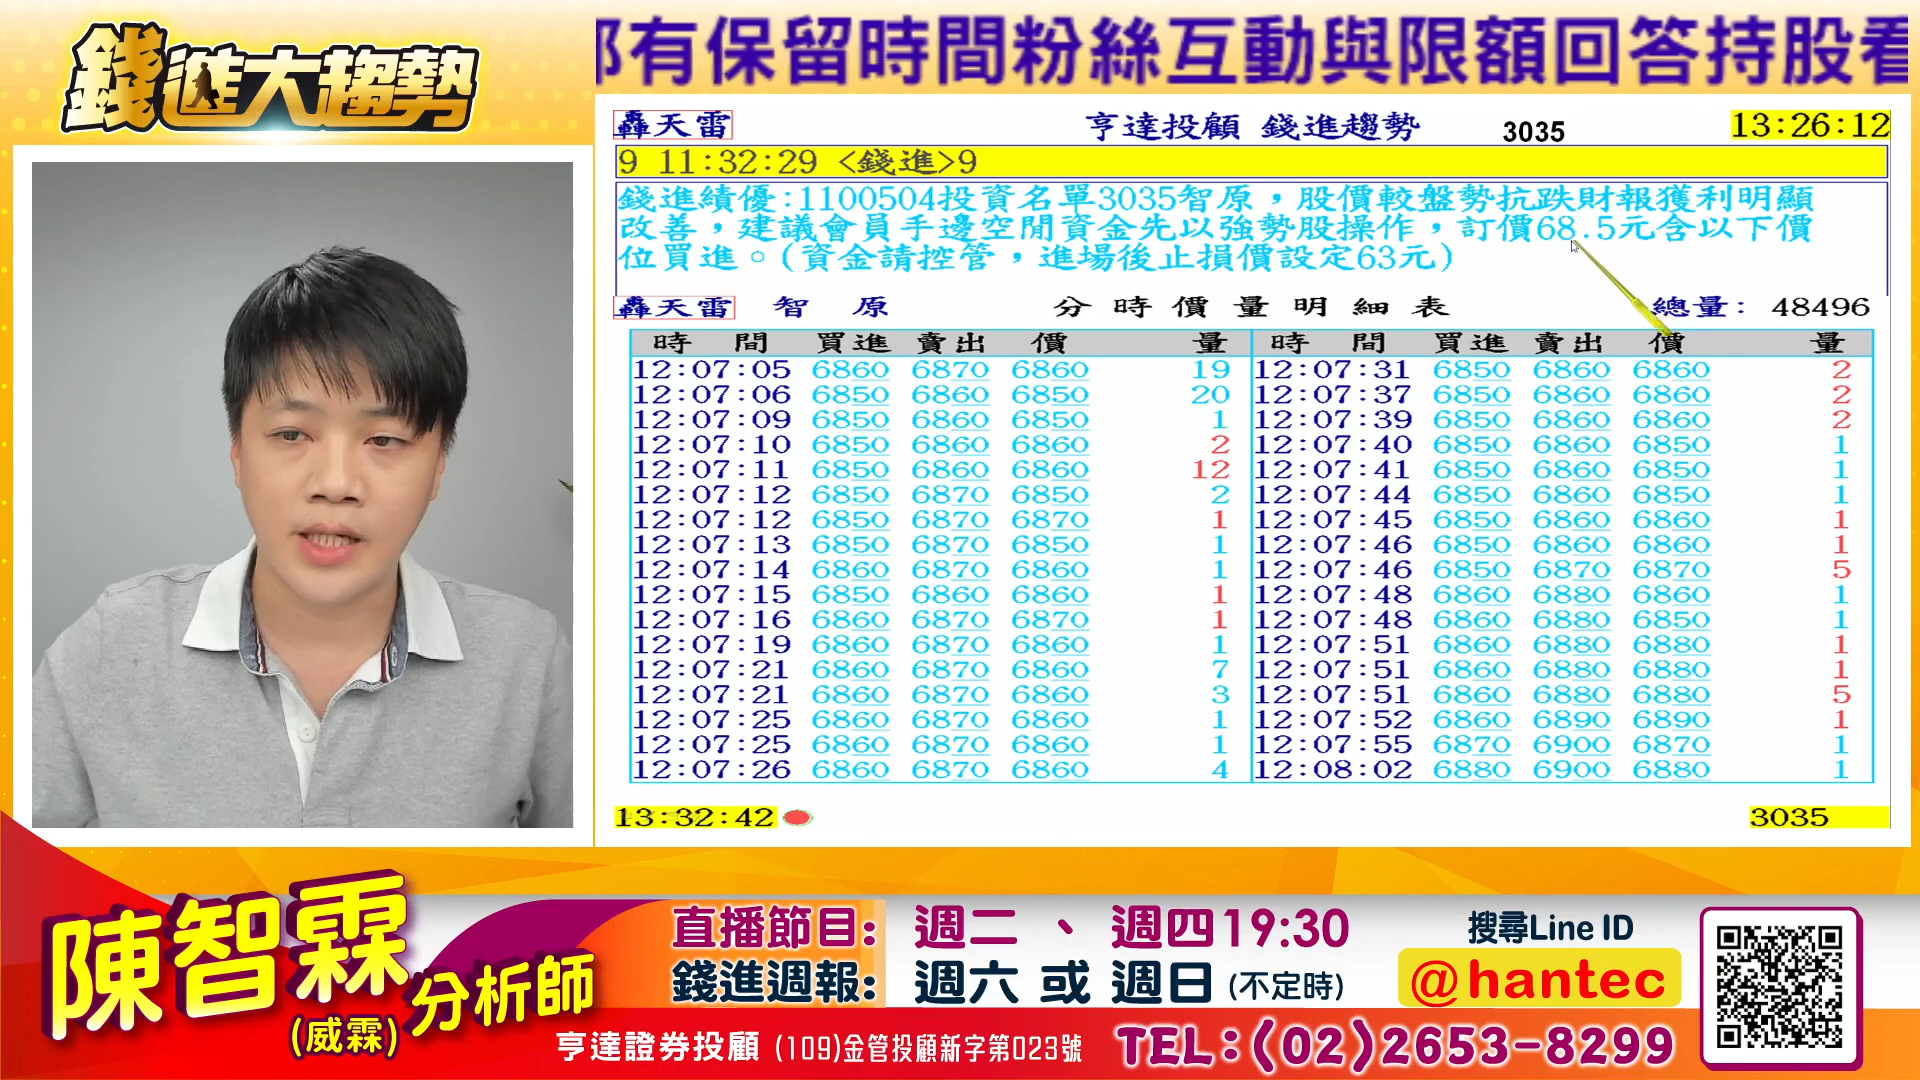 錢進大趨勢
都有保留時間粉絲互動與限額回答持股看
轟天雷 亨達投顧 錢進趨勢 3035 13:26:12
9 11:32:29 <錢進>9
錢進績優:1100504投資名單3035智原，股價較盤勢抗跌財報獲利明顯
改善，建議會員手邊空閒資金先以強勢股操作，訂價68.5元含以下價
位買進。(資金請控管，進場後止損價設定63元)
轟天雷 智原 分時價量明細表 總量: 48496
時 間 買進 賣出 價 量 時 間 買進 賣出 價 量
12:07:05 6860 6870 6860 19 12:07:31 6850 6860 6860 2
12:07:06 6850 6860 6850 20 12:07:37 6850 6860 6860 2
12:07:09 6850 6860 6850 1 12:07:39 6850 6860 6860 2
12:07:10 6850 6860 6860 2 12:07:40 6850 6860 6850 1
12:07:11 6850 6860 6860 12 12:07:41 6850 6860 6850 1
12:07:12 6850 6870 6850 2 12:07:44 6850 6860 6850 1
12:07:12 6850 6870 6870 1 12:07:45 6850 6860 6860 1
12:07:13 6850 6870 6850 1 12:07:46 6850 6860 6860 1
12:07:14 6860 6870 6860 1 12:07:46 6850 6870 6870 5
12:07:15 6850 6860 6860 1 12:07:48 6860 6880 6860 1
12:07:16 6860 6870 6870 1 12:07:48 6860 6880 6850 1
12:07:19 6860 6870 6860 1 12:07:51 6860 6880 6880 1
12:07:21 6860 6870 6860 7 12:07:51 6860 6880 6880 1
12:07:21 6860 6870 6860 3 12:07:51 6860 6880 6880 5
12:07:25 6860 6870 6860 1 12:07:52 6860 6890 6890 1
12:07:25 6860 6870 6860 1 12:07:55 6870 6900 6870 1
12:07:26 6860 6870 6860 4 12:08:02 6880 6900 6880 1
13:32:42 3035
陳智霖 分析師
(威霖)
直播節目: 週二、週四19:30
錢進週報: 週六 或 週日 (不定時)
搜尋Line ID
@hantec
亨達證券投顧 (109)金管投顧新字第023號 TEL:(02)2653-8299